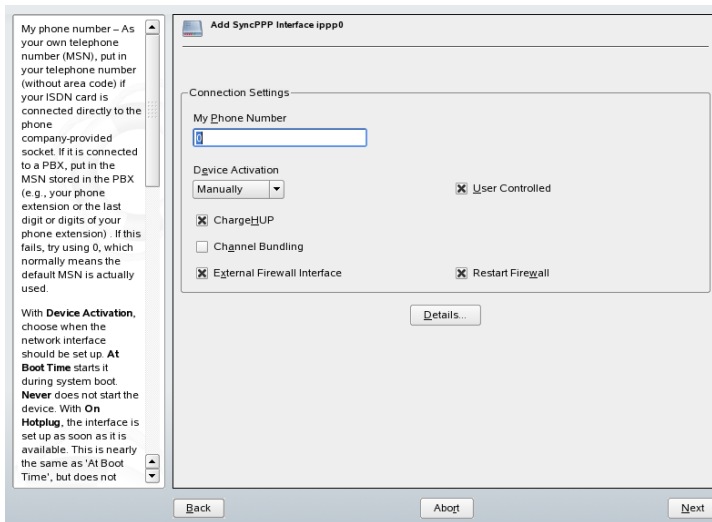 My phone number – As
your own telephone
number (MSN), put in
your telephone number
(without area code) if
your ISDN card is
connected directly to the
phone
company-provided
socket. If it is connected
to a PBX, put in the
MSN stored in the PBX
(e.g., your phone
extension or the last
digit or digits of your
phone extension) . If this
fails, try using 0, which
normally means the
default MSN is actually
used.
With Device Activation,
choose when the
network interface
should be set up. At
Boot Time starts it
during system boot.
Never does not start the
device. With On
Hotplug, the interface is
set up as soon as it is
available. This is nearly
the same as 'At Boot
Time', but does not
Add SyncPPP Interface ippp0
Connection Settings
My Phone Number
0
Device Activation
Manually
User Controlled
ChargeHUP
Channel Bundling
External Firewall Interface
Restart Firewall
Details...
Back
Abort
Next